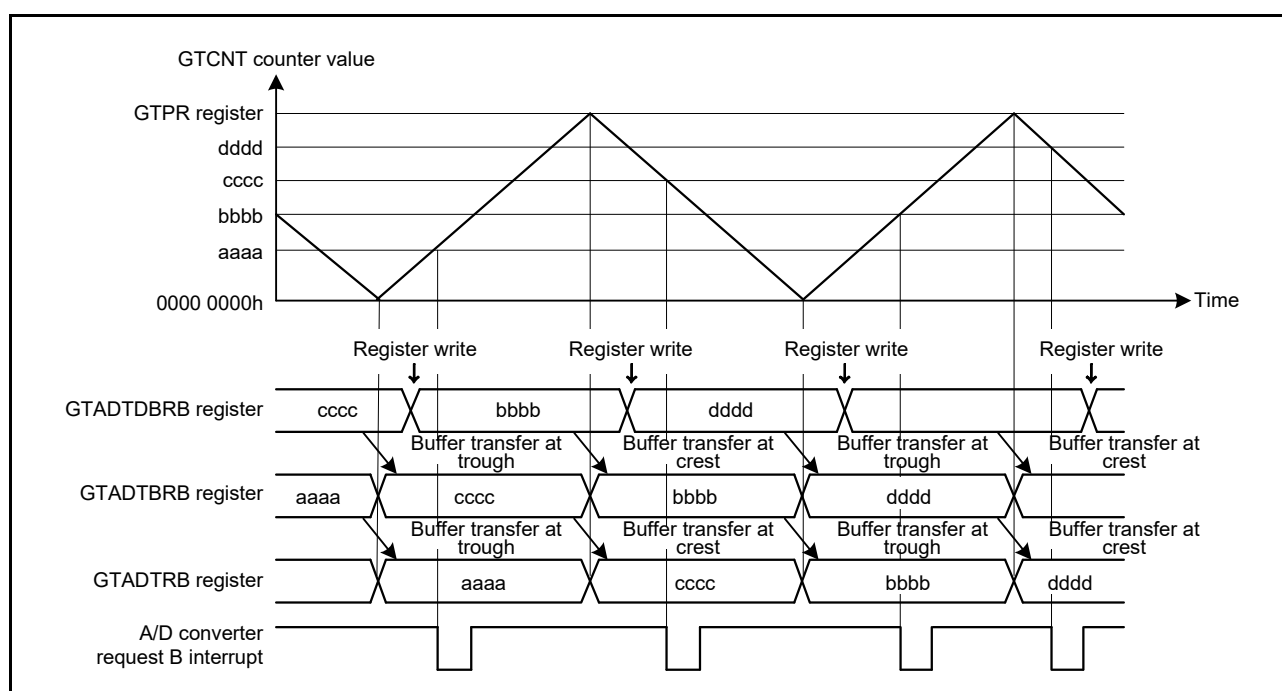 GTCNT counter value
GTPR register
dddd
cccc
bbbb
aaaa
0000 0000h
Time
Register write
Register write
Register write
Register write
GTADTDBRB register
cccc
bbbb
dddd
Buffer transfer at
trough
Buffer transfer at
crest
Buffer transfer at
trough
Buffer transfer at
crest
GTADTBRB register
aaaa
cccc
bbbb
dddd
Buffer transfer at
trough
Buffer transfer at
crest
Buffer transfer at
trough
Buffer transfer at
crest
GTADTRB register
aaaa
cccc
bbbb
dddd
A/D converter
request B interrupt